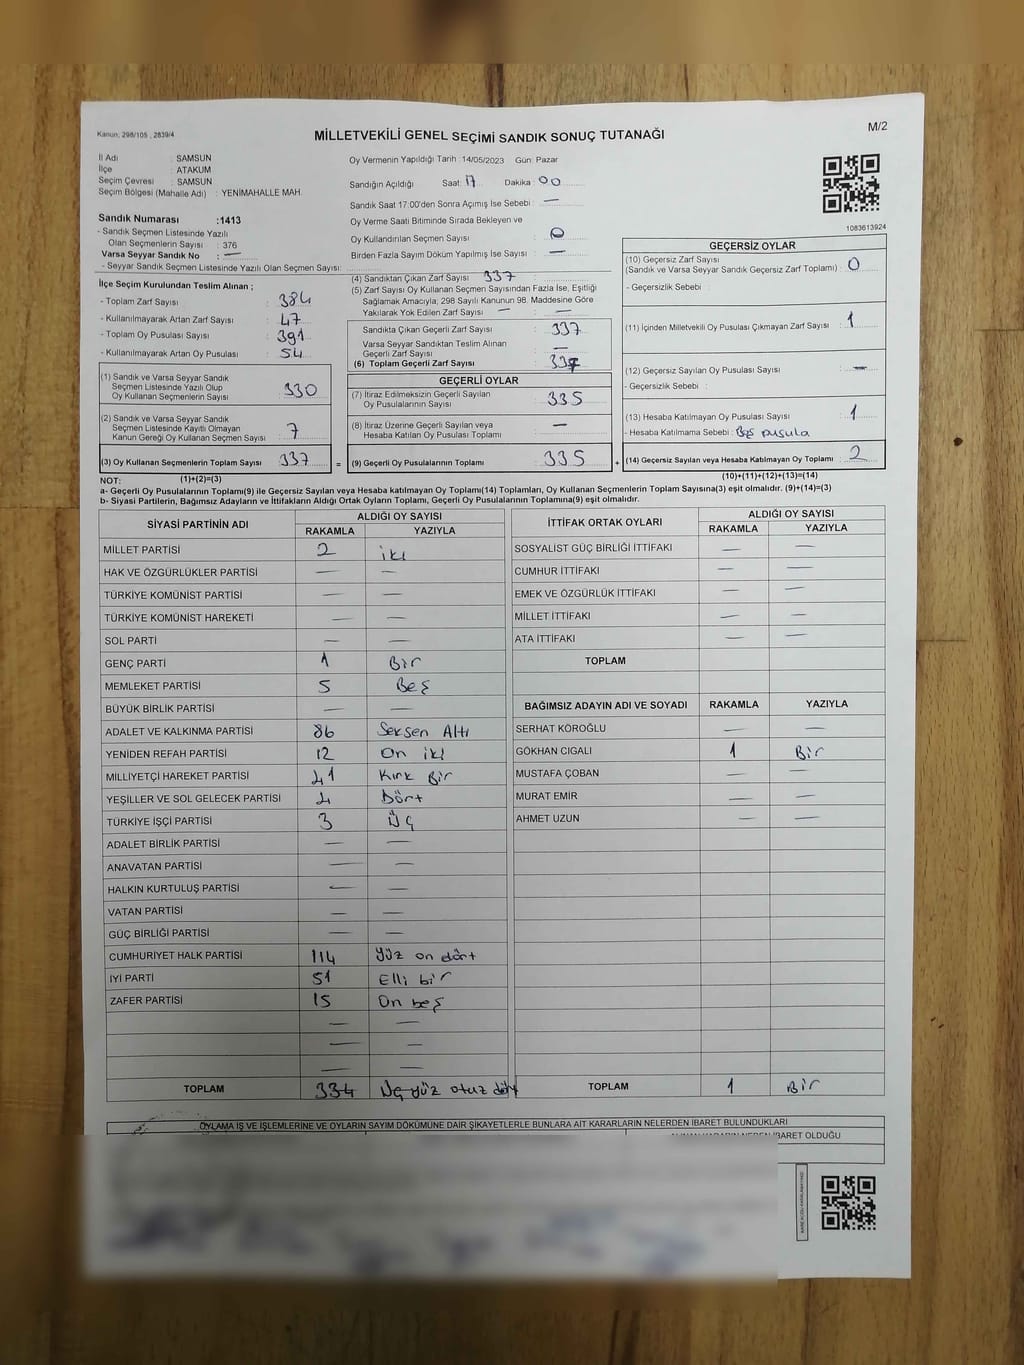 Kanun, 298/105 , 2839/4
MİLLETVEKİLİ GENEL SEÇİMİ SANDIK SONUÇ TUTANAĞI
M/2
İl Adı : SAMSUN
İlçe : ATAKUM
Seçim Çevresi : SAMSUN
Seçim Bölgesi (Mahalle Adı) : YENİMAHALLE MAH.
Sandık Numarası :1413
- Sandık Seçmen Listesinde Yazılı
Olan Seçmenlerin Sayısı : 376
Varsa Seyyar Sandık No : —
- Seyyar Sandık Seçmen Listesinde Yazılı Olan Seçmen Sayısı:
Oy Vermenin Yapıldığı Tarih : 14/05/2023 Gün: Pazar
Sandığın Açıldığı Saat: 17 Dakika : 00
Sandık Saat 17:00'den Sonra Açımış İse Sebebi : —
Oy Verme Saati Bitiminde Sırada Bekleyen ve
Oy Kullandırılan Seçmen Sayısı : 0
Birden Fazla Sayım Döküm Yapılmış İse Sayısı : —
1083613924
İlçe Seçim Kurulundan Teslim Alınan ;
- Toplam Zarf Sayısı : 384
- Kullanılmayarak Artan Zarf Sayısı : 47
- Toplam Oy Pusulası Sayısı : 391
- Kullanılmayarak Artan Oy Pusulası : 54
(1) Sandık ve Varsa Seyyar Sandık
Seçmen Listesinde Yazılı Olup
Oy Kullanan Seçmenlerin Sayısı : 330
(2) Sandık ve Varsa Seyyar Sandık
Seçmen Listesinde Kayıtlı Olmayan
Kanun Gereği Oy Kullanan Seçmen Sayısı : 7
(3) Oy Kullanan Seçmenlerin Toplam Sayısı : 337 =
(4) Sandıktan Çıkan Zarf Sayısı : 337
(5) Zarf Sayısı Oy Kullanan Seçmen Sayısından Fazla İse, Eşitliği
Sağlamak Amacıyla; 298 Sayılı Kanunun 98. Maddesine Göre
Yakılarak Yok Edilen Zarf Sayısı — : —
Sandıkta Çıkan Geçerli Zarf Sayısı : 337
Varsa Seyyar Sandıktan Teslim Alınan
Geçerli Zarf Sayısı : —
(6) Toplam Geçerli Zarf Sayısı : 337
GEÇERLİ OYLAR
(7) İtiraz Edilmeksizin Geçerli Sayılan
Oy Pusulalarının Sayısı : 335
(8) İtiraz Üzerine Geçerli Sayılan ve
Hesaba Katılan Oy Pusulası Toplamı : —
(9) Geçerli Oy Pusulalarının Toplamı : 335 +
GEÇERSİZ OYLAR
(10) Geçersiz Zarf Sayısı
(Sandık ve Varsa Seyyar Sandık Geçersiz Zarf Toplamı) : 0
- Geçersizlik Sebebi :
(11) İçinden Milletvekili Oy Pusulası Çıkmayan Zarf Sayısı : 1
(12) Geçersiz Sayılan Oy Pusulası Sayısı : —
- Geçersizlik Sebebi :
(13) Hesaba Katılmayan Oy Pusulası Sayısı : 1
- Hesaba Katılmama Sebebi : Boş pusula
(14) Geçersiz Sayılan veya Hesaba Katılmayan Oy Toplamı : 2
NOT: (1)+(2)=(3) (10)+(11)+(12)+(13)=(14)
a- Geçerli Oy Pusulalarının Toplamı(9) ile Geçersiz Sayılan veya Hesaba katılmayan Oy Toplamı(14) Toplamları, Oy Kullanan Seçmenlerin Toplam Sayısına(3) eşit olmalıdır. (9)+(14)=(3)
b- Siyasi Partilerin, Bağımsız Adayların ve İttifakların Aldığı Ortak Oyların Toplamı, Geçerli Oy Pusulalarının Toplamına(9) eşit olmalıdır.
SİYASİ PARTİNİN ADI ALDIĞI OY SAYISI
RAKAMLA YAZIYLA
MİLLET PARTİSİ 2 iki
HAK VE ÖZGÜRLÜKLER PARTİSİ — —
TÜRKİYE KOMÜNİST PARTİSİ — —
TÜRKİYE KOMÜNİST HAREKETİ — —
SOL PARTİ — —
GENÇ PARTİ 1 Bir
MEMLEKET PARTİSİ 5 Beş
BÜYÜK BİRLİK PARTİSİ — —
ADALET VE KALKINMA PARTİSİ 86 Seksen Altı
YENİDEN REFAH PARTİSİ 12 On iki
MİLLİYETÇİ HAREKET PARTİSİ 41 Kırk Bir
YEŞİLLER VE SOL GELECEK PARTİSİ 4 Dört
TÜRKİYE İŞÇİ PARTİSİ 3 Üç
ADALET BİRLİK PARTİSİ — —
ANAVATAN PARTİSİ — —
HALKIN KURTULUŞ PARTİSİ — —
VATAN PARTİSİ — —
GÜÇ BİRLİĞİ PARTİSİ — —
CUMHURİYET HALK PARTİSİ 114 Yüz on dört
İYİ PARTİ 51 Elli bir
ZAFER PARTİSİ 15 On beş
— —
— —
— —
TOPLAM 334 Üç yüz otuz dört
İTTİFAK ORTAK OYLARI ALDIĞI OY SAYISI
RAKAMLA YAZIYLA
SOSYALİST GÜÇ BİRLİĞİ İTTİFAKI — —
CUMHUR İTTİFAKI — —
EMEK VE ÖZGÜRLÜK İTTİFAKI — —
MİLLET İTTİFAKI — —
ATA İTTİFAKI — —
TOPLAM
BAĞIMSIZ ADAYIN ADI VE SOYADI RAKAMLA YAZIYLA
SERHAT KÖROĞLU — —
GÖKHAN CIGALI 1 Bir
MUSTAFA ÇOBAN — —
MURAT EMİR — —
AHMET UZUN — —
TOPLAM 1 Bir
OYLAMA İŞ VE İŞLEMLERİNE VE OYLARIN SAYIM DÖKÜMÜNE DAİR ŞİKAYETLERLE BUNLARA AİT KARARLARIN NELERDEN İBARET BULUNDUKLARI
ALINAN KARARIN NEDEN İBARET OLDUĞU